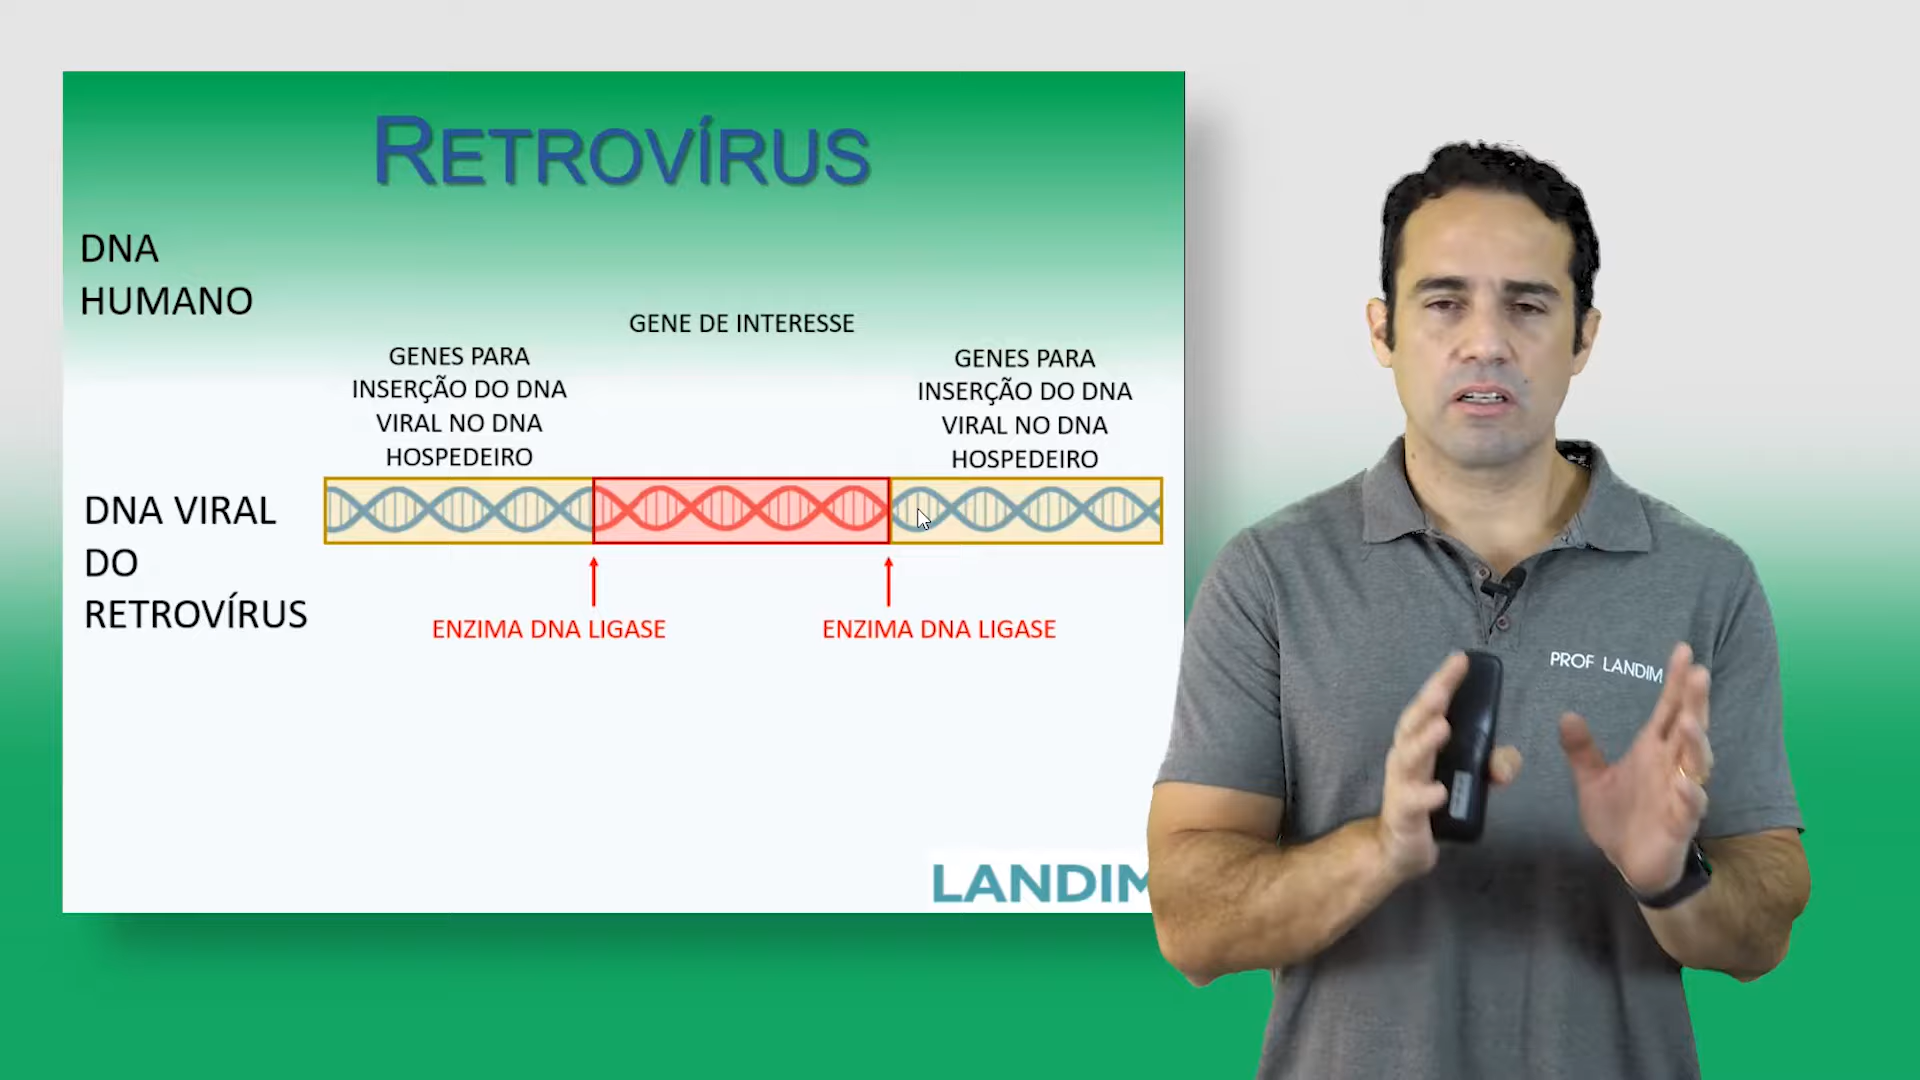 RETROVÍRUS
DNA
HUMANO
GENE DE INTERESSE
GENES PARA
INSERÇÃO DO DNA
VIRAL NO DNA
HOSPEDEIRO
GENES PARA
INSERÇÃO DO DNA
VIRAL NO DNA
HOSPEDEIRO
DNA VIRAL
DO
RETROVÍRUS
ENZIMA DNA LIGASE
ENZIMA DNA LIGASE
PROF LANDIM
LANDIM